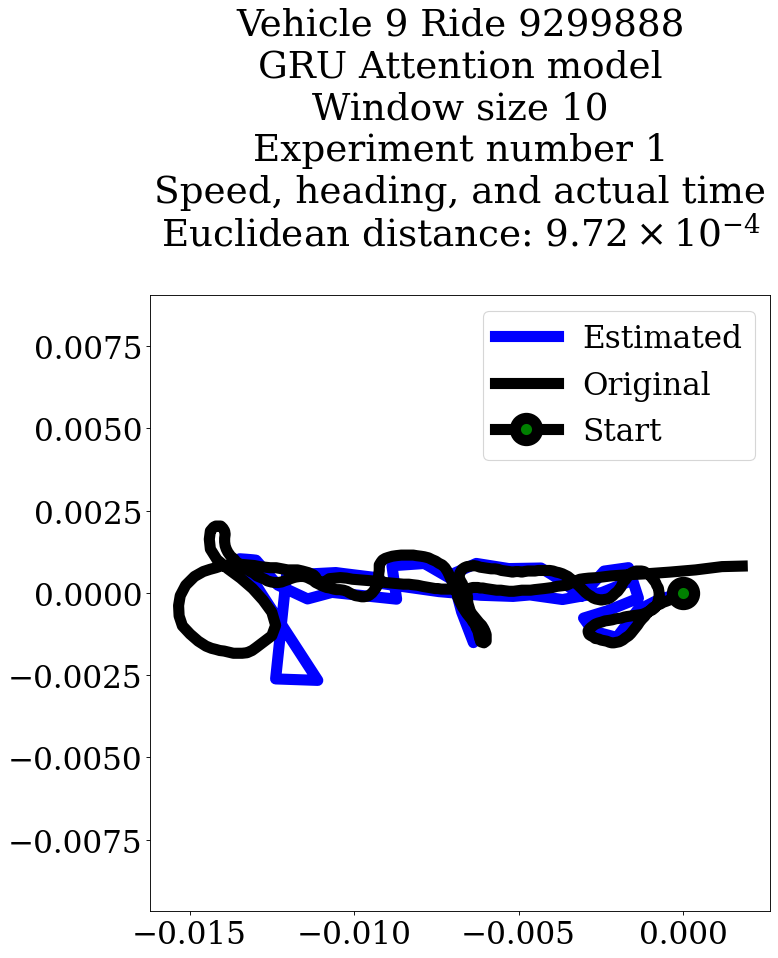 Vehicle 9 Ride 9299888
GRU Attention model
Window size 10
Experiment number 1
Speed, heading, and actual time
Euclidean distance: 9.72 × 10⁻⁴
Estimated
Original
Start
0.0075
0.0050
0.0025
0.0000
−0.0025
−0.0050
−0.0075
−0.015
−0.010
−0.005
0.000